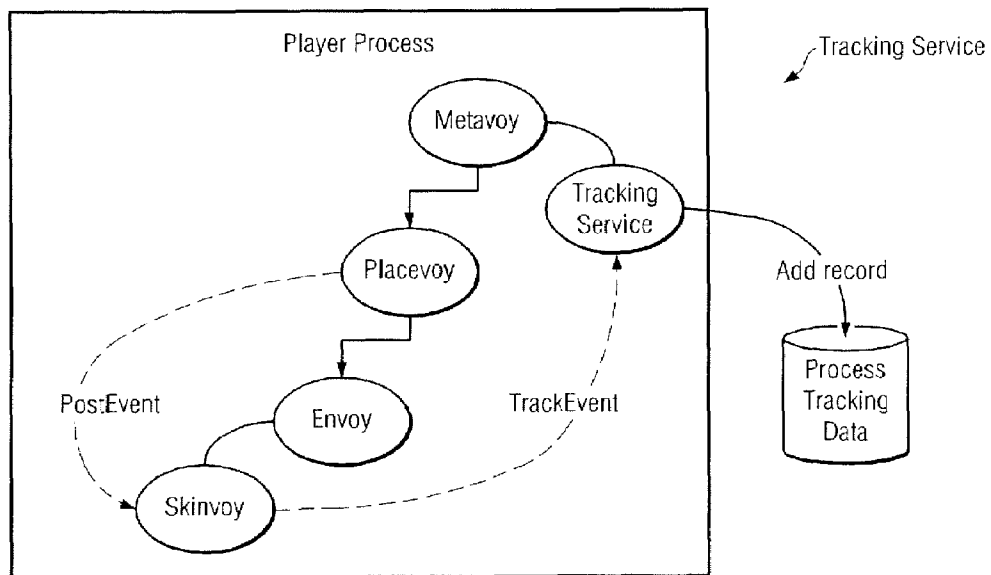 Player Process
Tracking Service
Metavoy
Tracking
Service
Placevoy
Add record
Process
Tracking
Data
PostEvent
TrackEvent
Envoy
Skinvoy